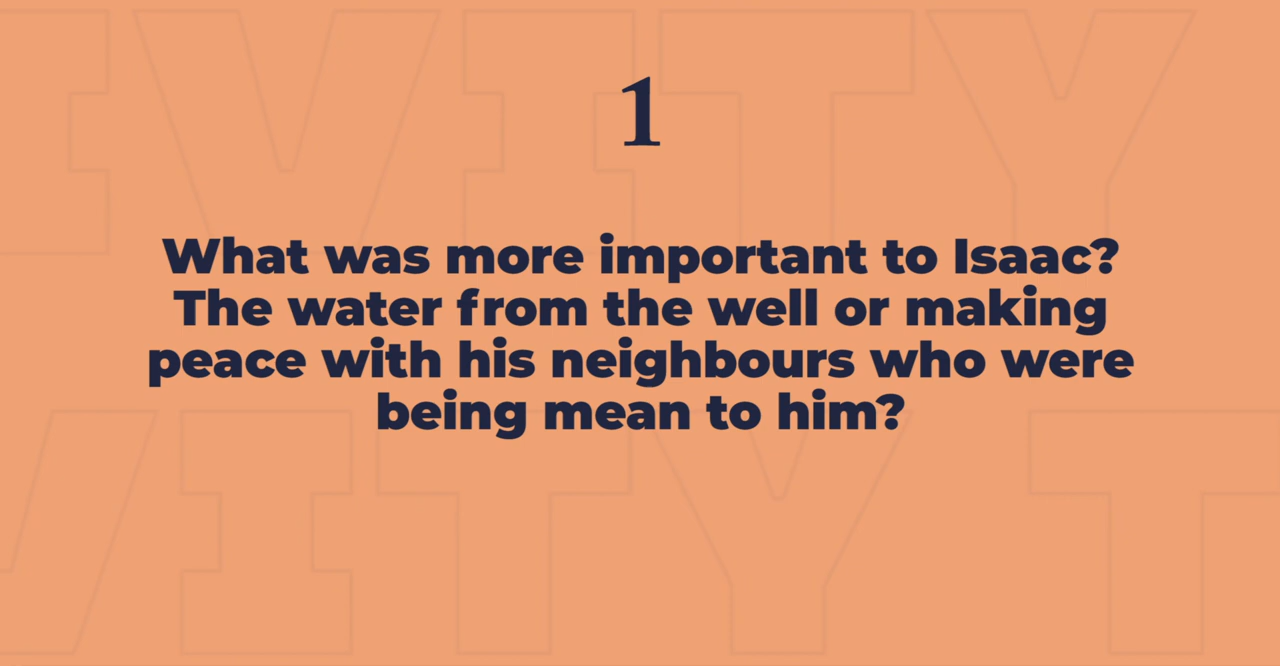 1
What was more important to Isaac?
The water from the well or making
peace with his neighbours who were
being mean to him?